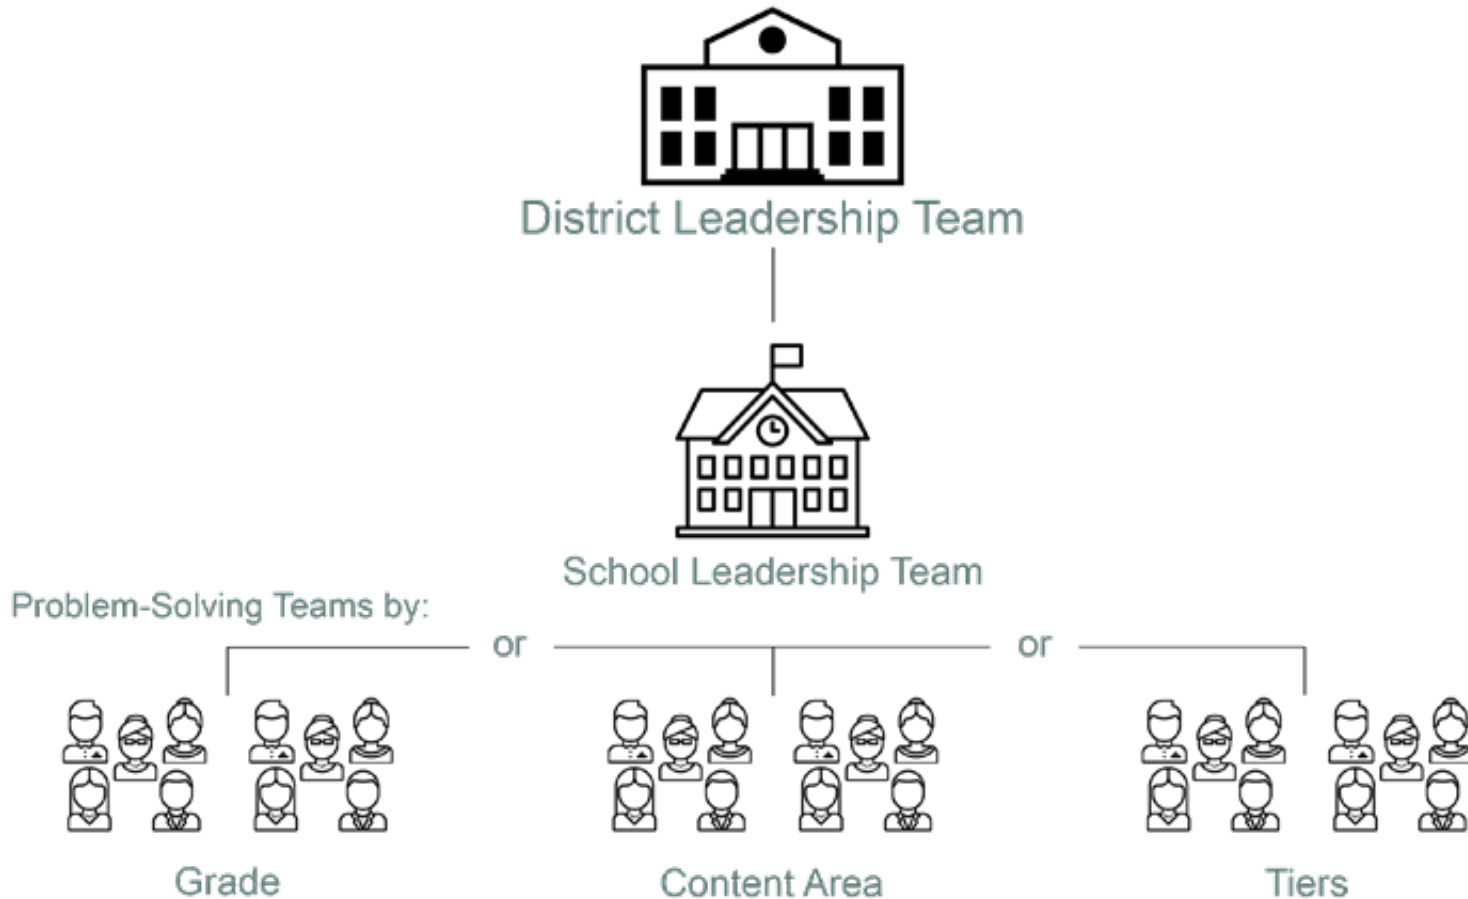 District Leadership Team
School Leadership Team
Problem-Solving Teams by:
or
or
Grade
Content Area
Tiers